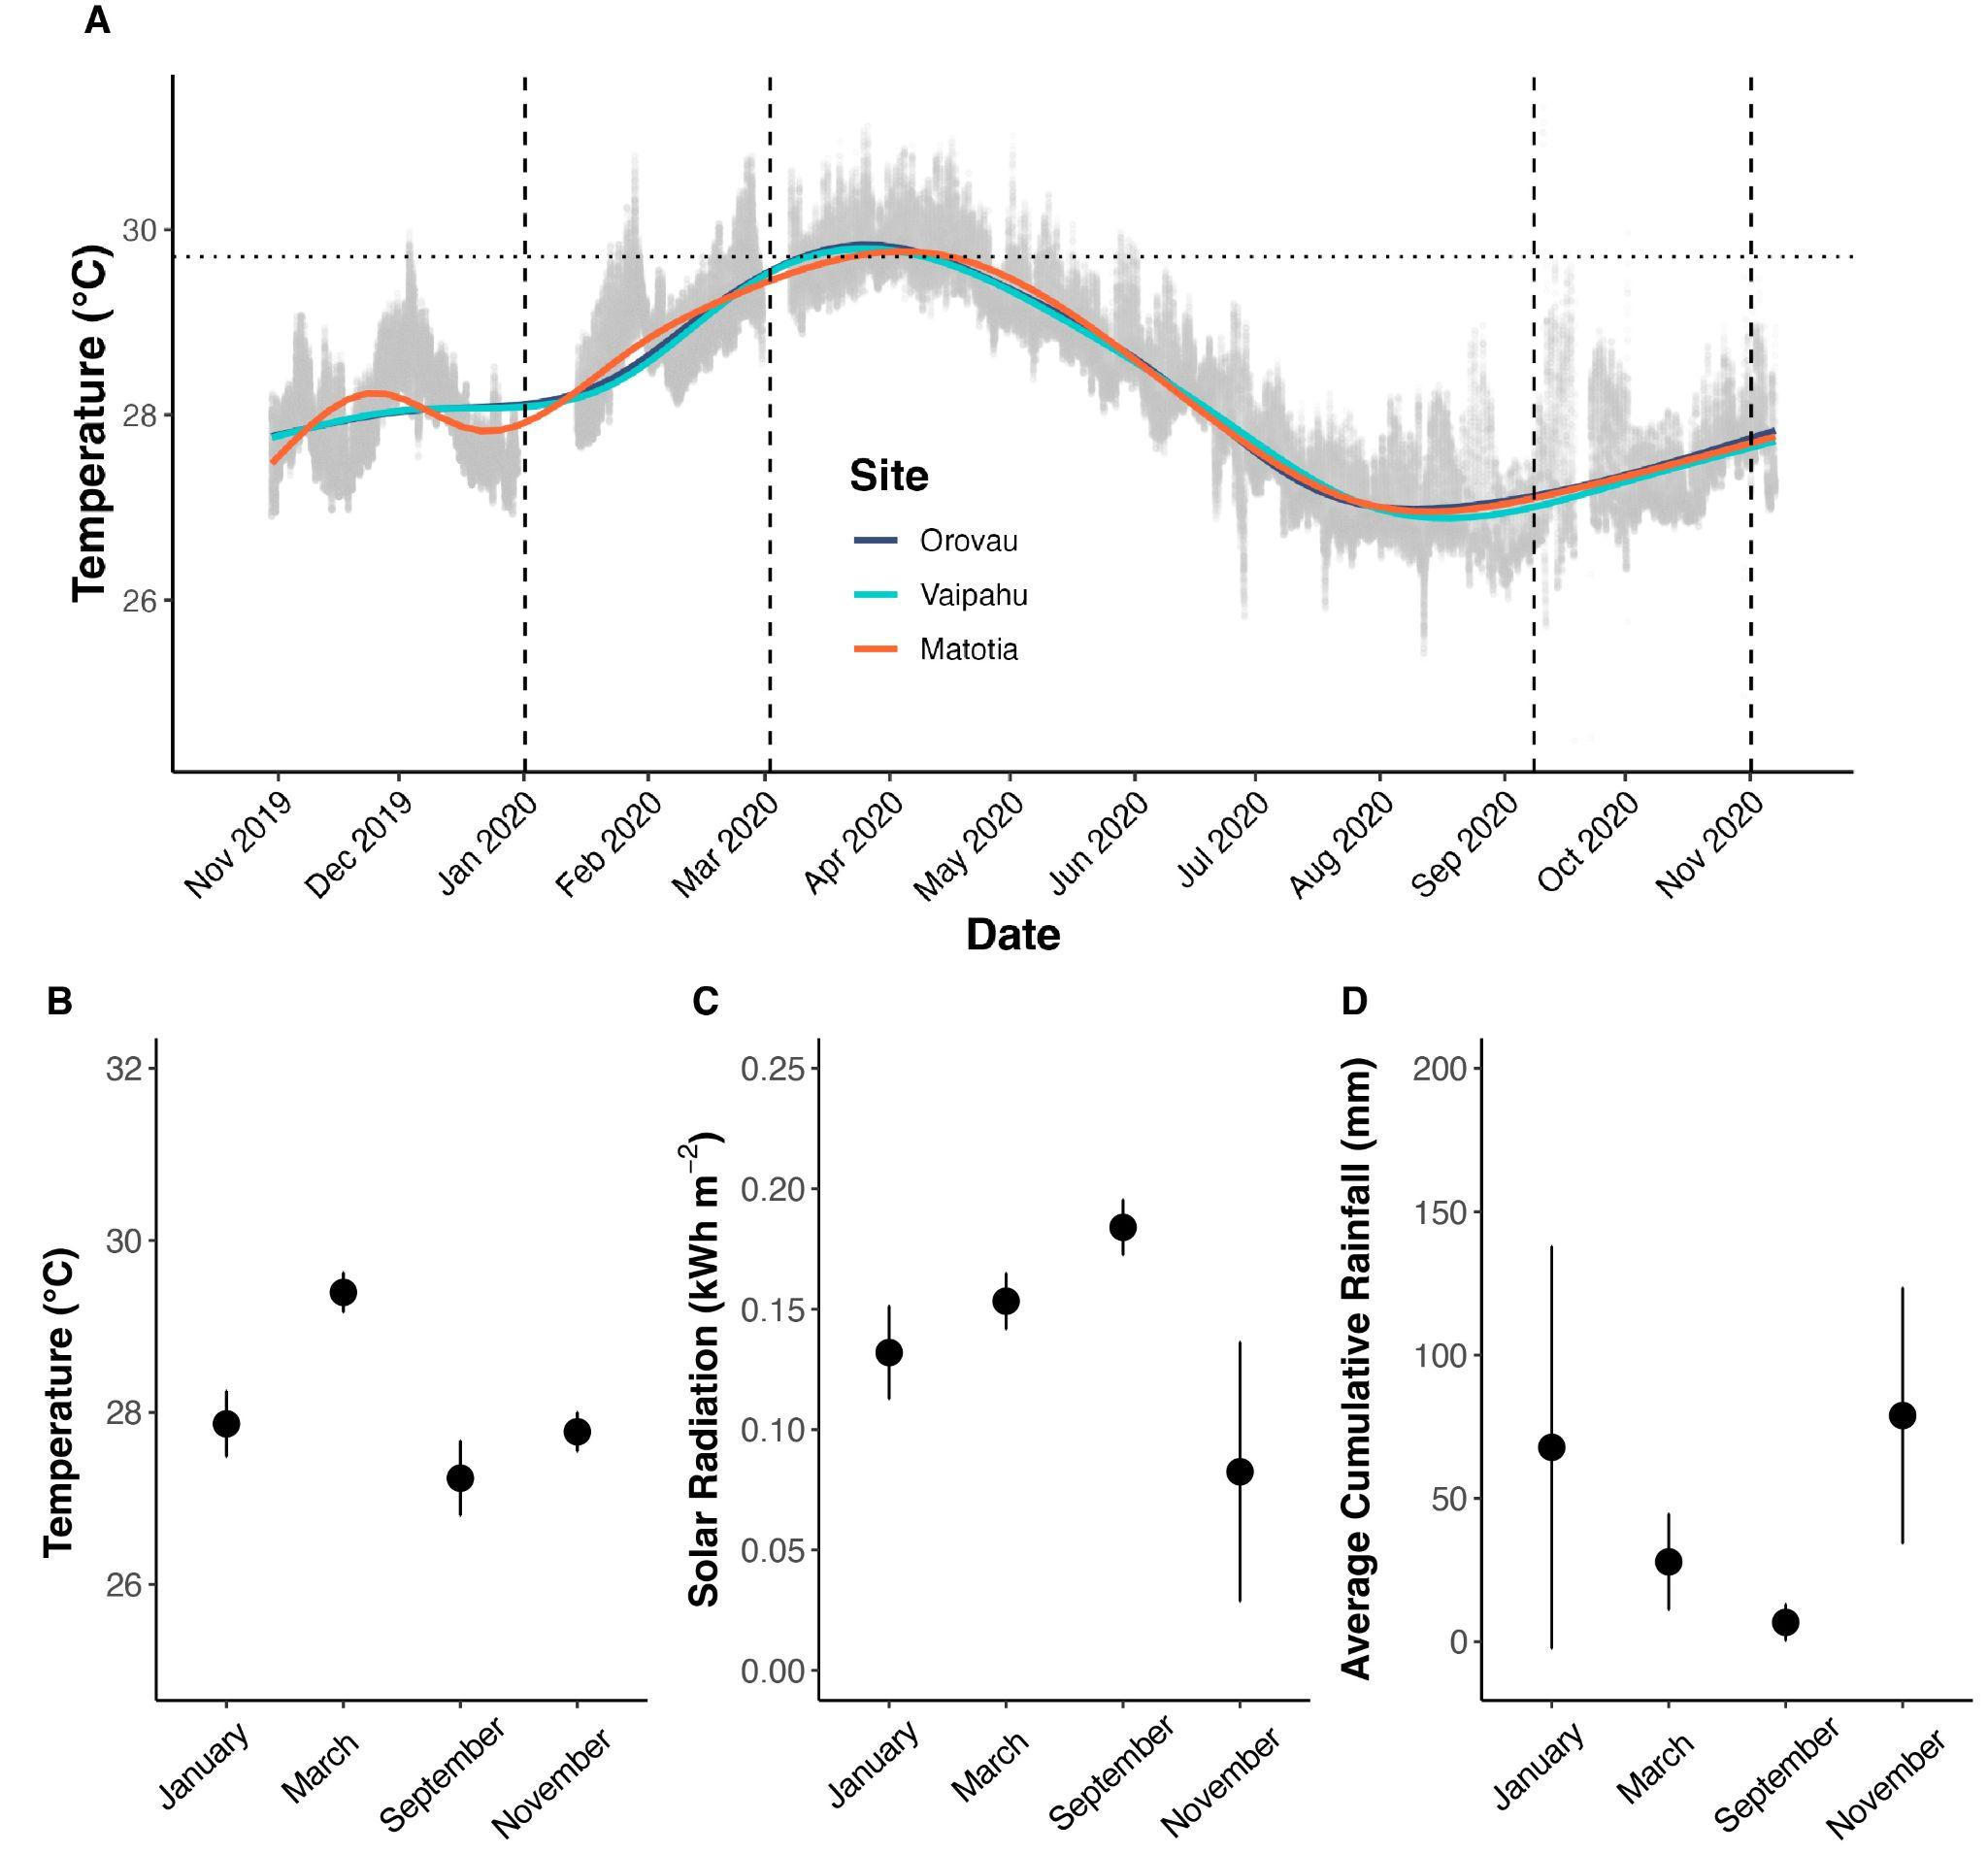 A
Temperature (°C)
30
28
26
Site
Orovau
Vaipahu
Matotia
Nov 2019
Dec 2019
Jan 2020
Feb 2020
Mar 2020
Apr 2020
May 2020
Jun 2020
Jul 2020
Aug 2020
Sep 2020
Oct 2020
Nov 2020
Date
B
Temperature (°C)
32
30
28
26
January
March
September
November
C
Solar Radiation (kWh m⁻²)
0.25
0.20
0.15
0.10
0.05
0.00
January
March
September
November
D
Average Cumulative Rainfall (mm)
200
150
100
50
0
January
March
September
November